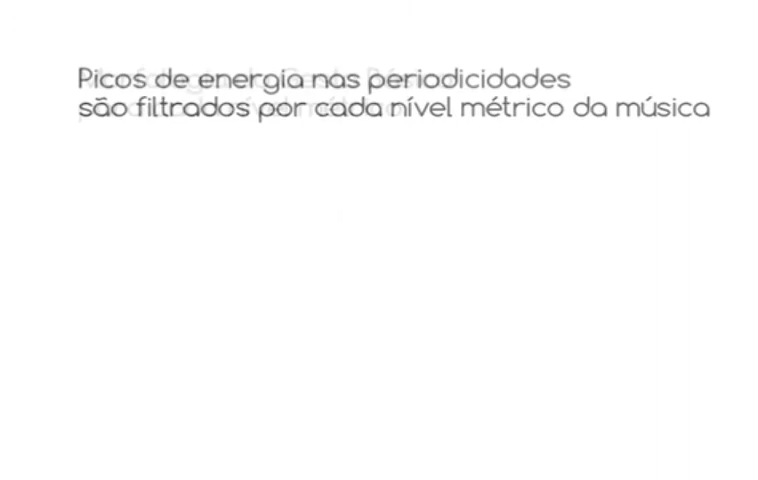 Picos de energia nas periodicidades
são filtrados por cada nível métrico da música